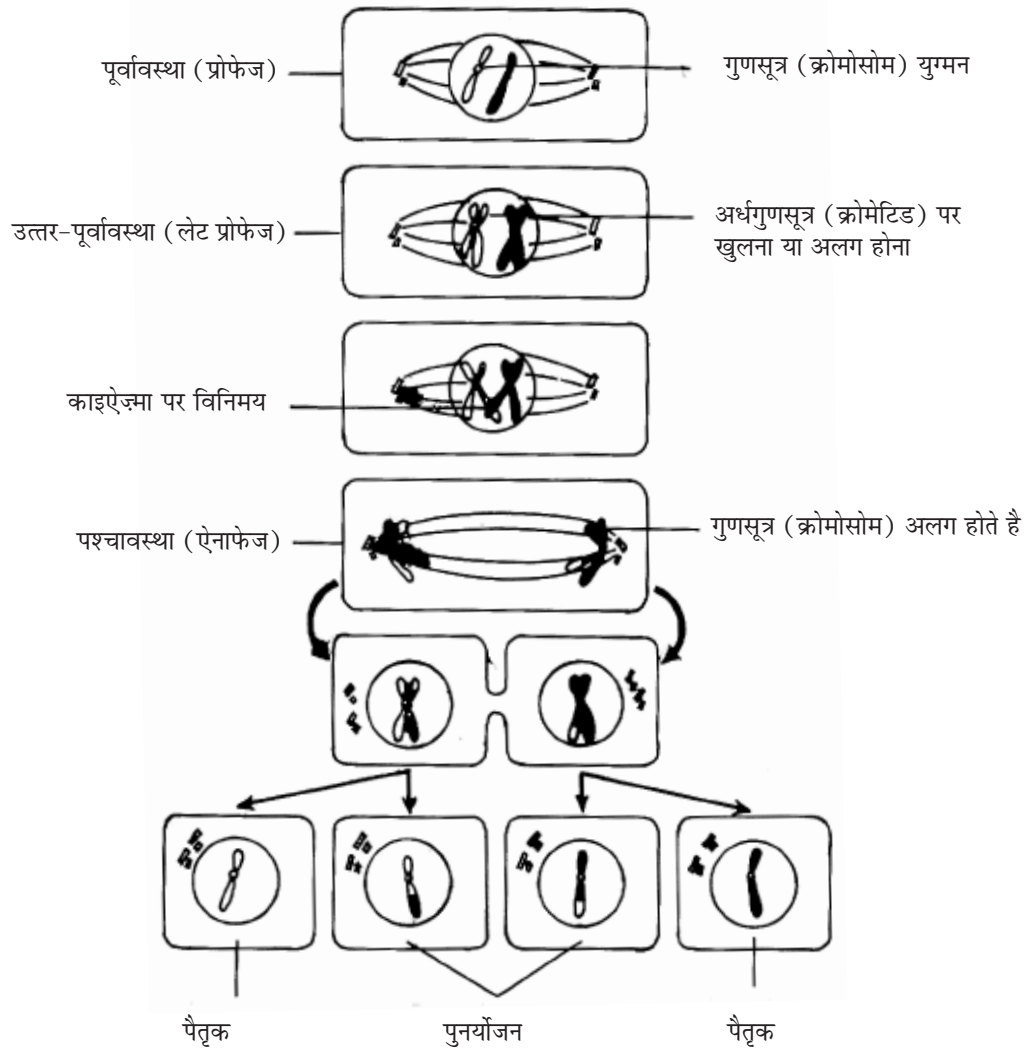 पूर्वावस्था (प्रोफेज)
गुणसूत्र (क्रोमोसोम) युग्मन
उत्तर-पूर्वावस्था (लेट प्रोफेज)
अर्धगुणसूत्र (क्रोमेटिड) पर
खुलना या अलग होना
काइऐज़्मा पर विनिमय
पश्चावस्था (ऐनाफेज)
गुणसूत्र (क्रोमोसोम) अलग होते है
पैतृक
पुनर्योजन
पैतृक